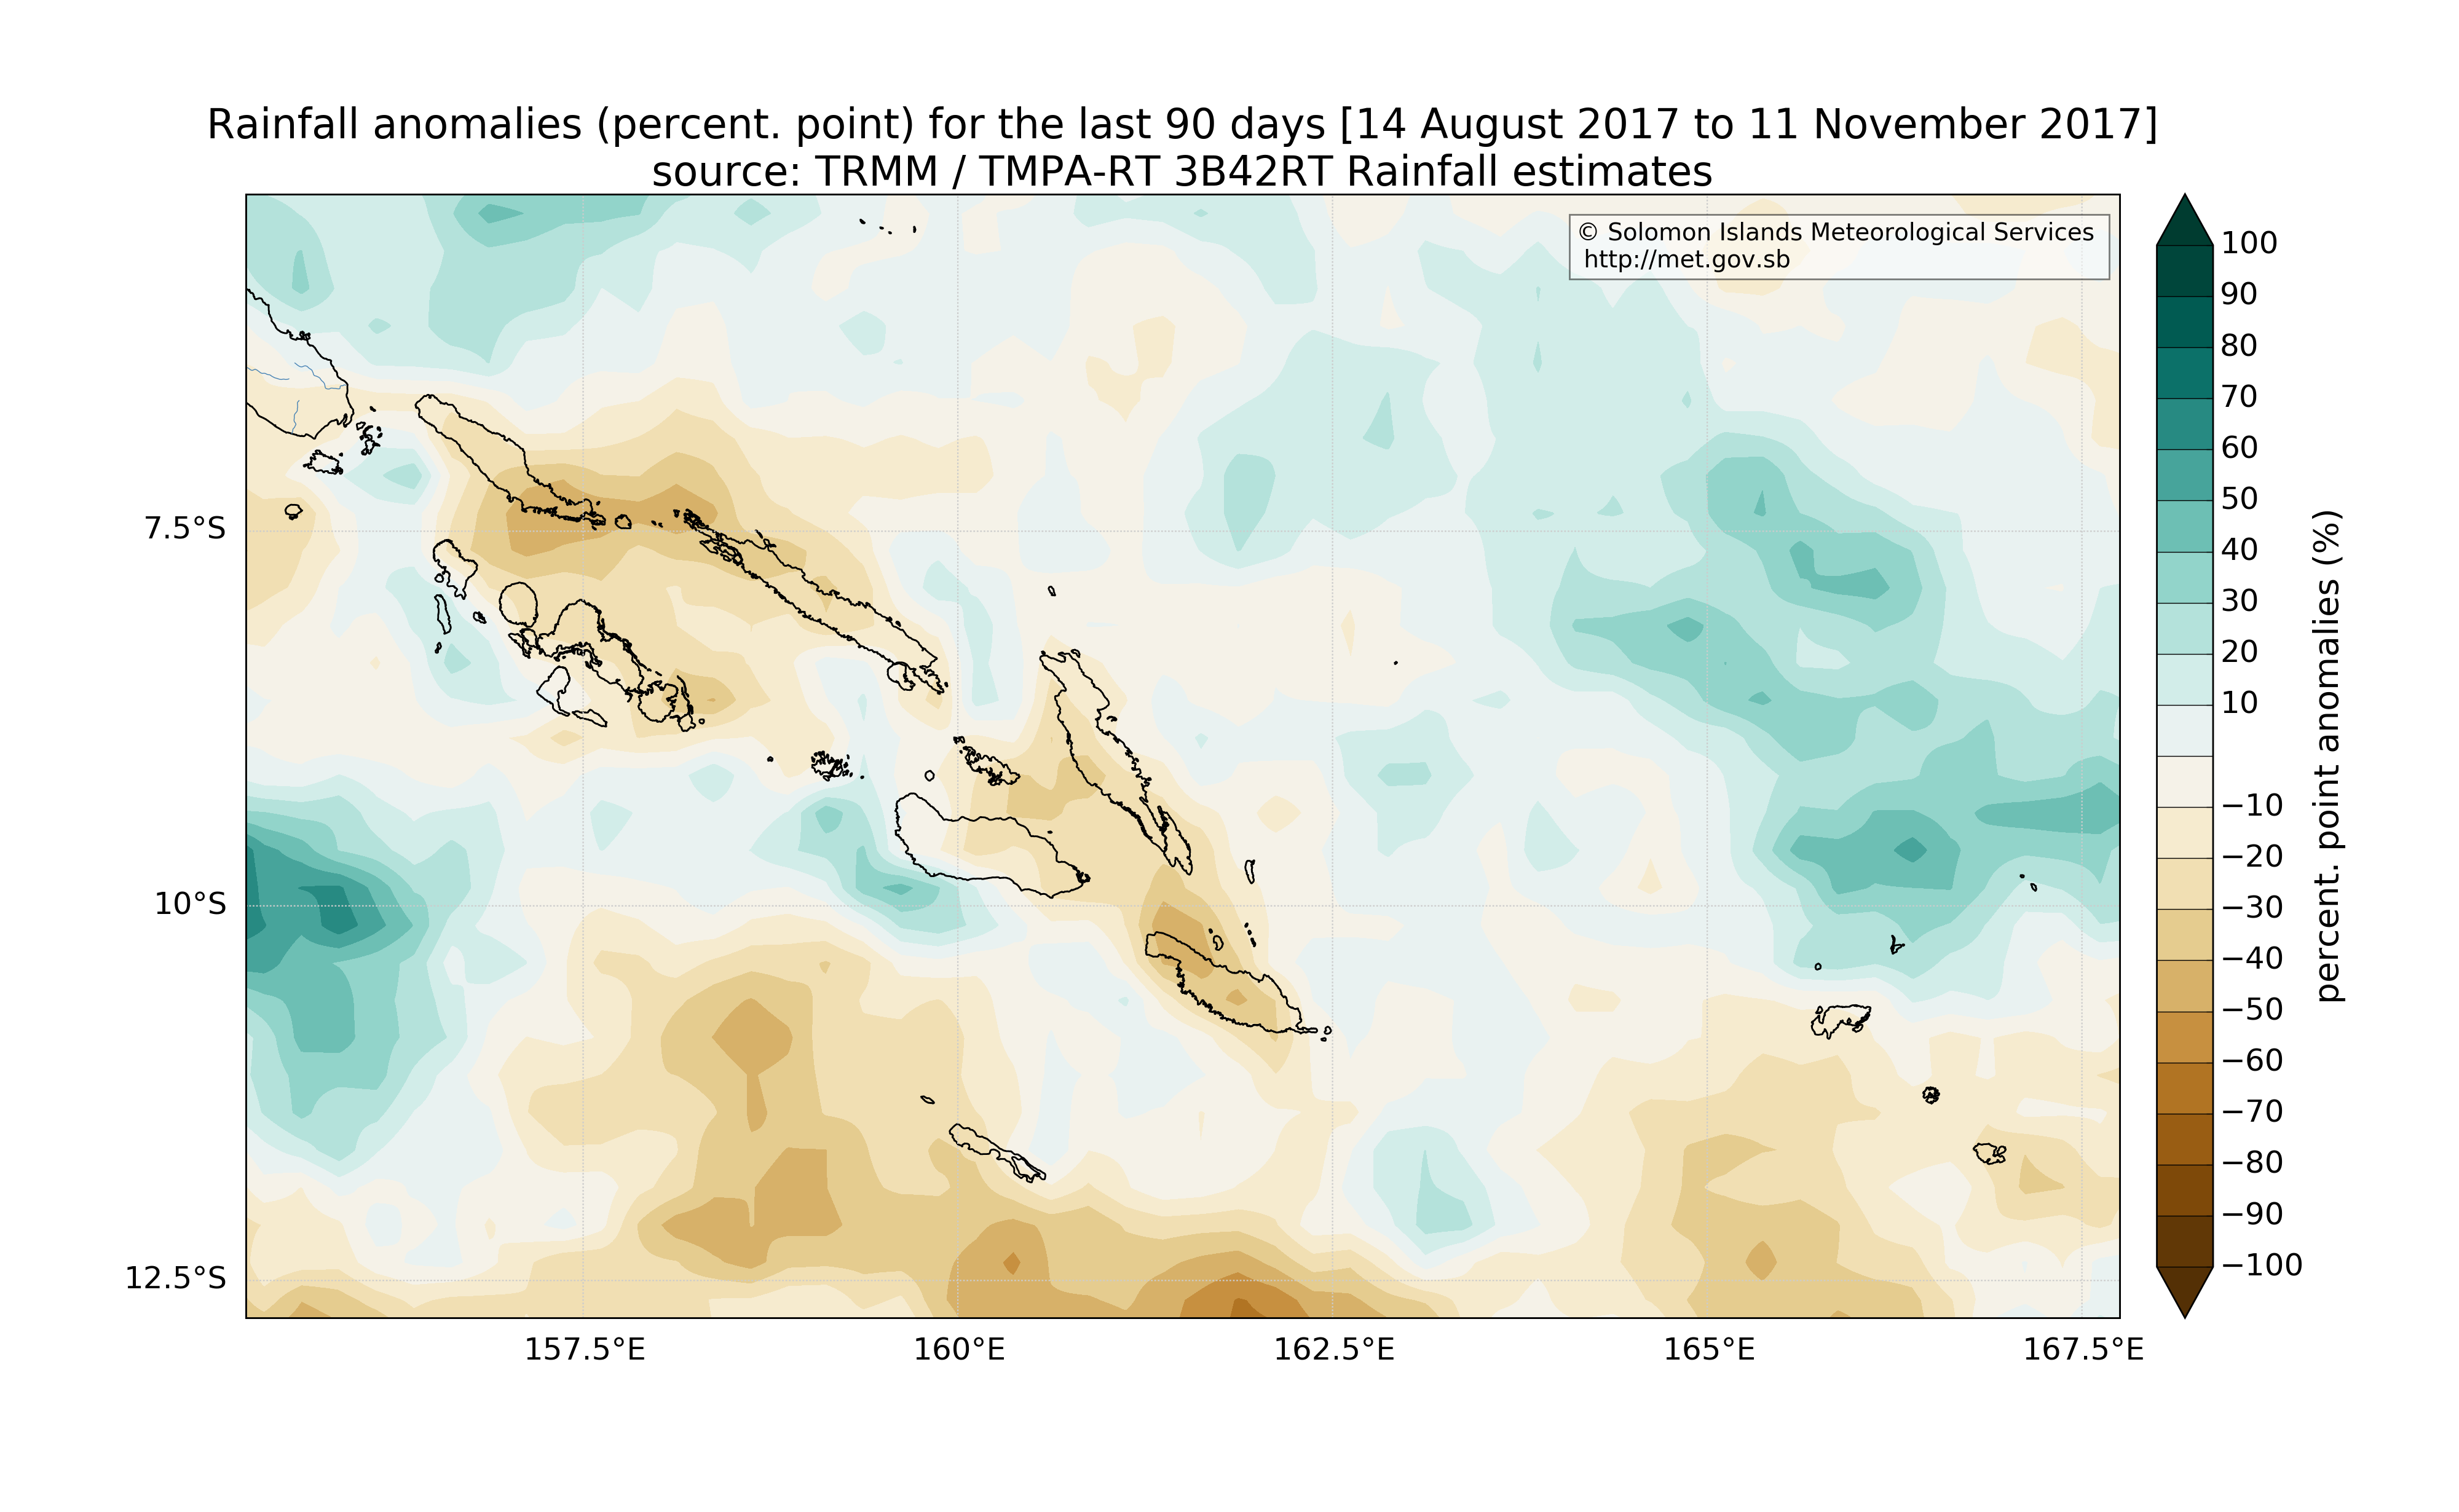 Rainfall anomalies (percent. point) for the last 90 days [14 August 2017 to 11 November 2017]
source: TRMM / TMPA-RT 3B42RT Rainfall estimates
© Solomon Islands Meteorological Services
http://met.gov.sb
7.5°S
10°S
12.5°S
157.5°E
160°E
162.5°E
165°E
167.5°E
100
90
80
70
60
50
40
30
20
10
−10
−20
−30
−40
−50
−60
−70
−80
−90
−100
percent. point anomalies (%)